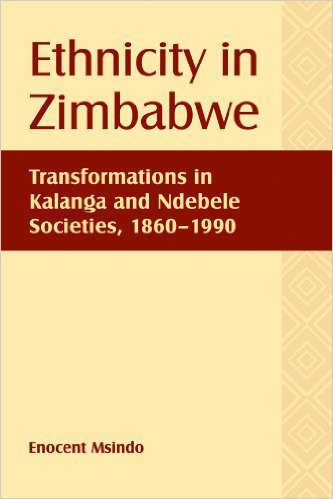 Ethnicity in
Zimbabwe
Transformations in
Kalanga and Ndebele
Societies, 1860–1990
Enocent Msindo